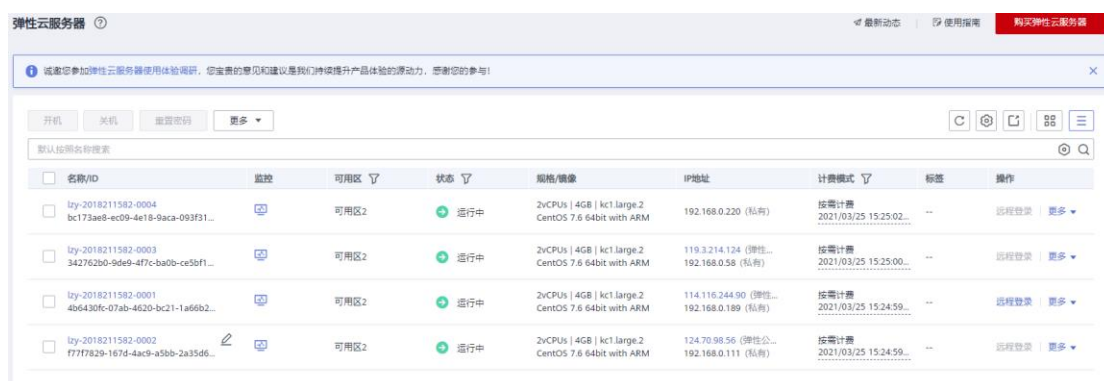 弹性云服务器
最新动态 使用指南 购买弹性云服务器
诚邀您参加弹性云服务器使用体验调研，您宝贵的意见和建议是我们持续提升产品体验的源动力，感谢您的参与！
开机 关机 重置密码 更多
默认按照名称搜索
名称/ID 监控 可用区 状态 规格/镜像 IP地址 计费模式 标签 操作
lzy-2018211582-0004 可用区2 运行中 2vCPUs | 4GB | kc1.large.2 192.168.0.220 (私有) 按需计费 -- 远程登录 更多
bc173ae8-ec09-4e18-9aca-093f31... CentOS 7.6 64bit with ARM 2021/03/25 15:25:02...
lzy-2018211582-0003 可用区2 运行中 2vCPUs | 4GB | kc1.large.2 119.3.214.124 (弹性... 按需计费 -- 远程登录 更多
342762b0-9de9-4f7c-ba0b-ce5bf1... CentOS 7.6 64bit with ARM 192.168.0.58 (私有) 2021/03/25 15:25:00...
lzy-2018211582-0001 可用区2 运行中 2vCPUs | 4GB | kc1.large.2 114.116.244.90 (弹性... 按需计费 -- 远程登录 更多
4b6430fc-07ab-4620-bc21-1a66b2... CentOS 7.6 64bit with ARM 192.168.0.189 (私有) 2021/03/25 15:24:59...
lzy-2018211582-0002 可用区2 运行中 2vCPUs | 4GB | kc1.large.2 124.70.98.56 (弹性公... 按需计费 -- 远程登录 更多
f77f7829-167d-4ac9-a5bb-2a35d6... CentOS 7.6 64bit with ARM 192.168.0.111 (私有) 2021/03/25 15:24:59...